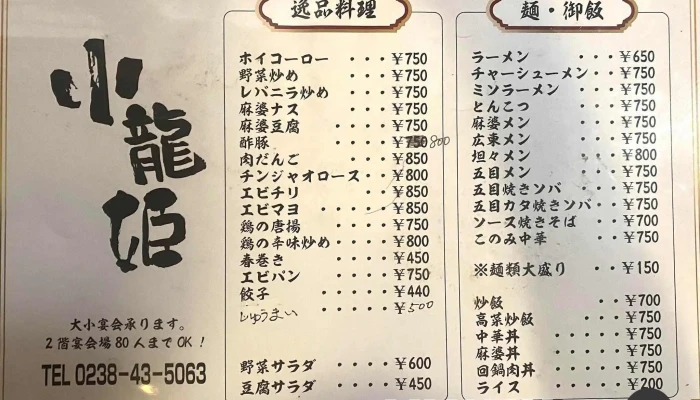 小龍姫
大小宴会承ります。
2階宴会場80人までOK!
TEL 0238-43-5063
逸品料理
ホイコーロー ・・・¥750
野菜炒め ・・・¥750
レバニラ炒め ・・・¥750
麻婆ナス ・・・¥750
麻婆豆腐 ・・・・¥750
酢豚 ・・・・¥750 800
肉だんご ・・・・¥850
チンジャオロース・・¥800
エビチリ ・・・¥850
エビマヨ ・・・・・¥850
鶏の唐揚 ・・・・¥750
鶏の辛味炒め・・・・¥800
春巻き ・・・・¥450
エビパン ・・・・¥750
餃子 ・・・・・¥440
しゅうまい ・・・・¥500
野菜サラダ ・・・・¥600
豆腐サラダ ・・・・¥450
麺・御飯
ラーメン ・・・¥650
チャーシューメン・・¥750
ミソラーメン ・・・¥750
とんこつ ・・・¥750
麻婆メン ・・・¥750
広東メン ・・・¥750
坦々メン ・・・¥800
五目メン ・・・¥750
五目焼きソバ ・・・¥750
五目カタ焼きソバ・・¥750
ソース焼きそば ・・¥700
このみ中華 ・・¥750
※麺類大盛り ・・¥150
炒飯 ・・・・¥700
高菜炒飯 ・・・・¥750
中華丼 ・・・・・¥750
麻婆丼 ・・・・・¥750
回鍋肉丼 ・・・・¥750
ライス ・・・・・¥200